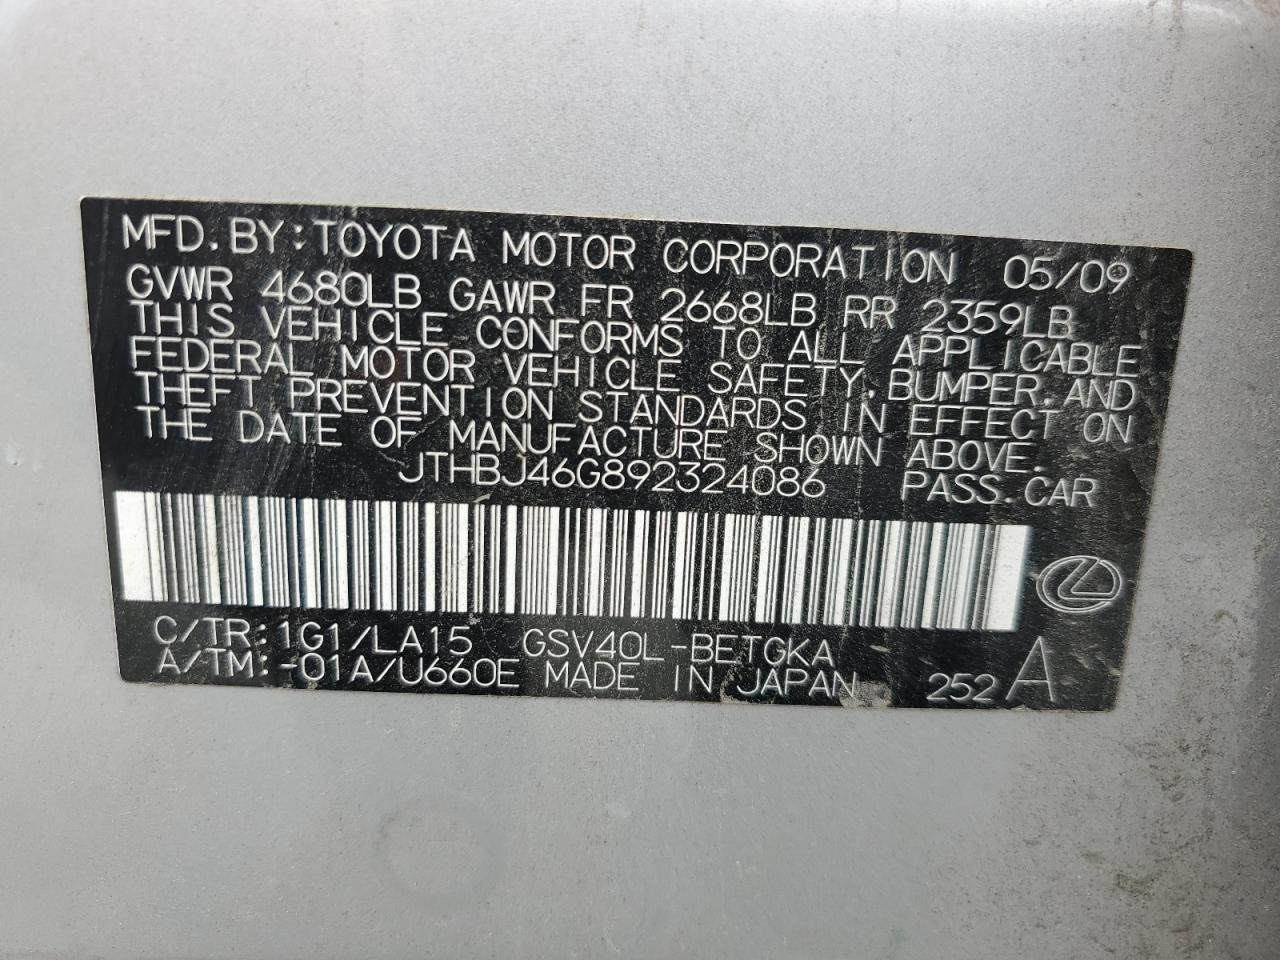 MFD. BY: TOYOTA MOTOR CORPORATION 05/09
GVWR 4680LB GAWR FR 2668LB RR 2359LB
THIS VEHICLE CONFORMS TO ALL APPLICABLE
FEDERAL MOTOR VEHICLE SAFETY, BUMPER, AND
THEFT PREVENTION STANDARDS IN EFFECT ON
THE DATE OF MANUFACTURE SHOWN ABOVE.
JTHBJ46G892324086 PASS. CAR
C/TR: 1G1/LA15 GSV40L-BETGKA
A/TM: -01A/U660E MADE IN JAPAN 252 A